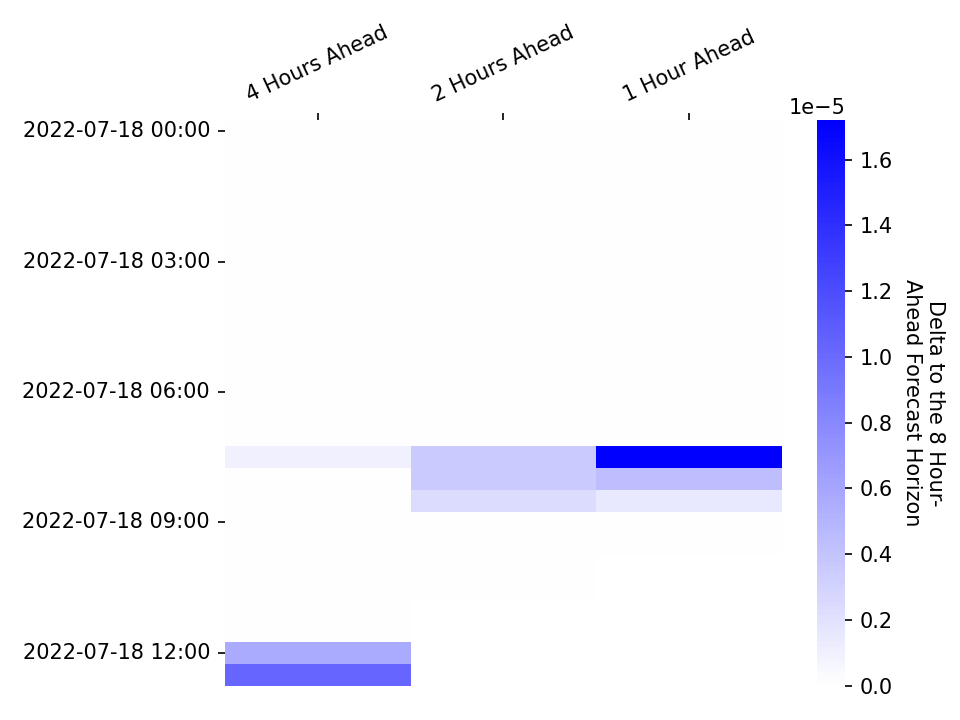 4 Hours Ahead
2 Hours Ahead
1 Hour Ahead
1e−5
2022-07-18 00:00
2022-07-18 03:00
2022-07-18 06:00
2022-07-18 09:00
2022-07-18 12:00
1.6
1.4
1.2
1.0
0.8
0.6
0.4
0.2
0.0
Delta to the 8 Hour-
Ahead Forecast Horizon